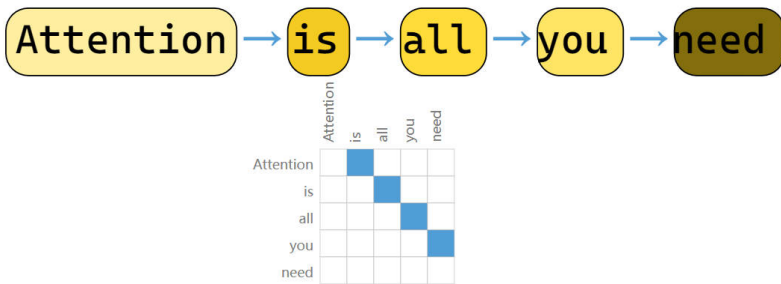 Attention is all you need
Attention is all you need
Attention
is
all
you
need